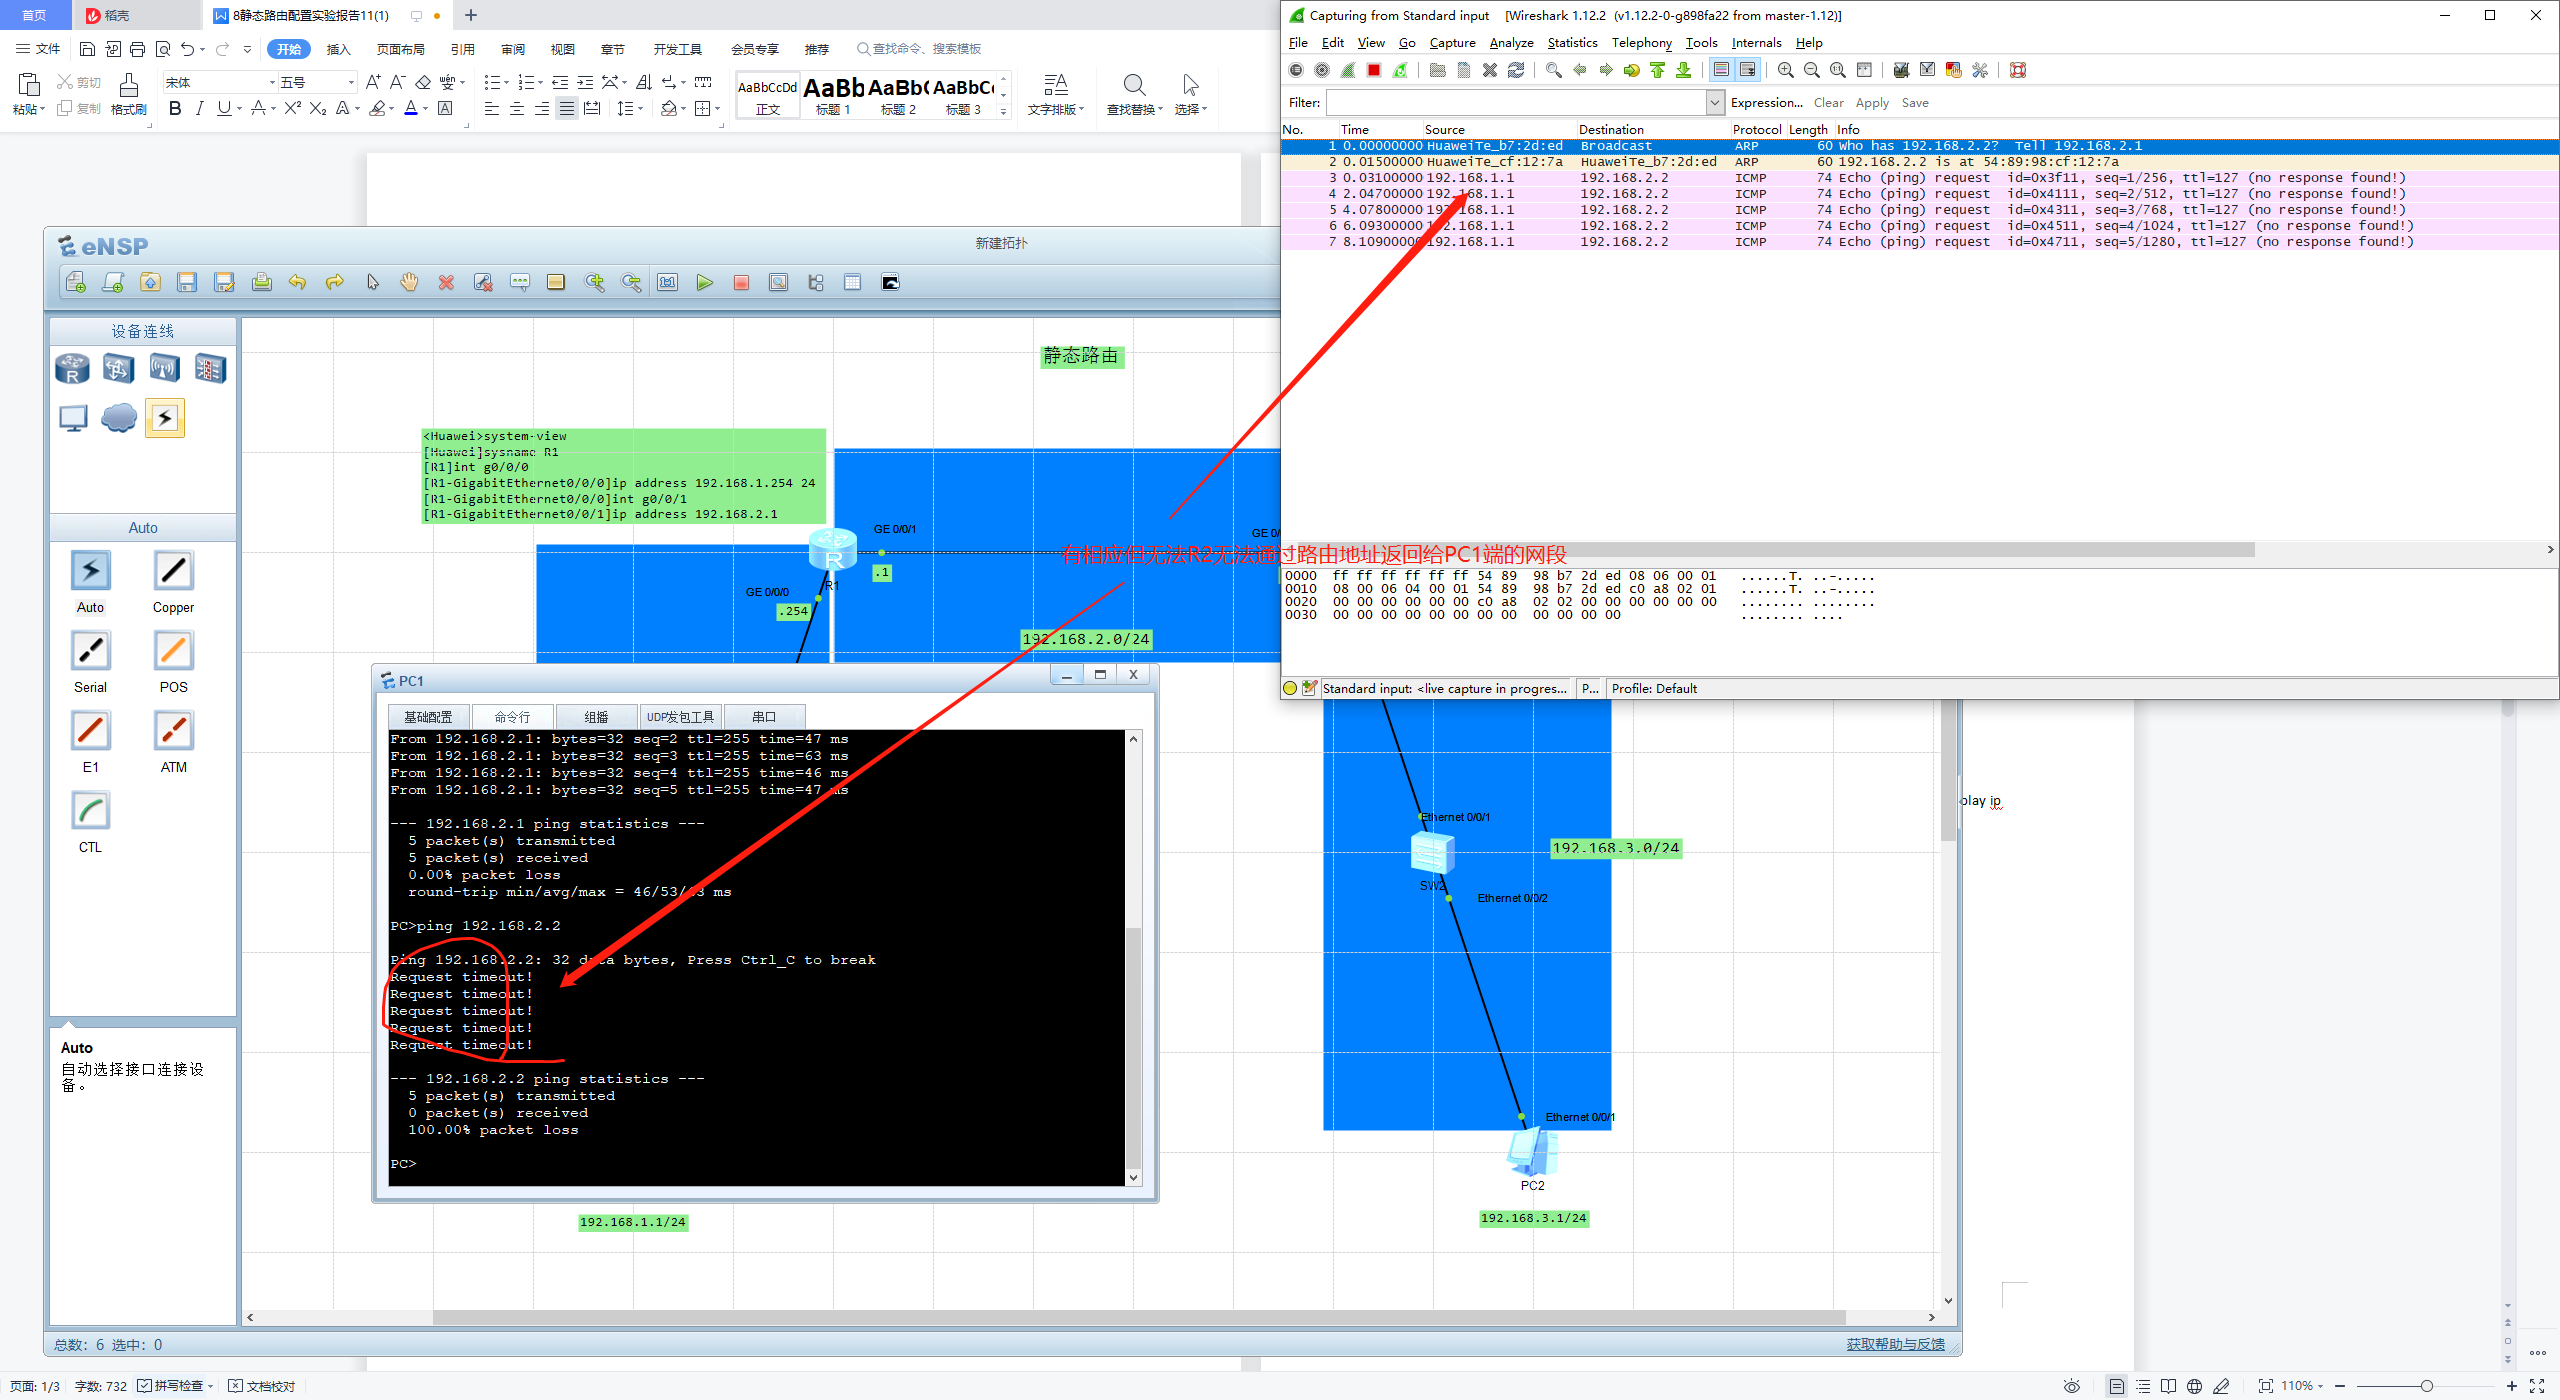 首页
稻壳
8静态路由配置实验报告11(1)
文件
开始
插入
页面布局
引用
审阅
视图
章节
开发工具
会员专享
推荐
查找命令、搜索模板
粘贴
剪切
复制
格式刷
宋体
五号
AaBbCcDd
正文
AaBb
标题 1
AaBb(
标题 2
AaBbC(
标题 3
文字排版
查找替换
选择
Capturing from Standard input [Wireshark 1.12.2 (v1.12.2-0-g898fa22 from master-1.12)]
File Edit View Go Capture Analyze Statistics Telephony Tools Internals Help
Filter:
Expression... Clear Apply Save
No. Time Source Destination Protocol Length Info
1 0.00000000 HuaweiTe_b7:2d:ed Broadcast ARP 60 Who has 192.168.2.2? Tell 192.168.2.1
2 0.01500000 HuaweiTe_cf:12:7a HuaweiTe_b7:2d:ed ARP 60 192.168.2.2 is at 54:89:98:cf:12:7a
3 0.03100000 192.168.1.1 192.168.2.2 ICMP 74 Echo (ping) request id=0x3f11, seq=1/256, ttl=127 (no response found!)
4 2.04700000 192.168.1.1 192.168.2.2 ICMP 74 Echo (ping) request id=0x4111, seq=2/512, ttl=127 (no response found!)
5 4.07800000 192.168.1.1 192.168.2.2 ICMP 74 Echo (ping) request id=0x4311, seq=3/768, ttl=127 (no response found!)
6 6.09300000 192.168.1.1 192.168.2.2 ICMP 74 Echo (ping) request id=0x4511, seq=4/1024, ttl=127 (no response found!)
7 8.10900000 192.168.1.1 192.168.2.2 ICMP 74 Echo (ping) request id=0x4711, seq=5/1280, ttl=127 (no response found!)
0000 ff ff ff ff ff ff 54 89 98 b7 2d ed 08 06 00 01 ......T. ..-.....
0010 08 00 06 04 00 01 54 89 98 b7 2d ed c0 a8 02 01 ......T. ..-.....
0020 00 00 00 00 00 00 c0 a8 02 02 00 00 00 00 00 00 ........ ........
0030 00 00 00 00 00 00 00 00 00 00 00 00 ........ ....
Standard input: <live capture in progres...
P...
Profile: Default
eNSP
新建拓扑
设备连线
Auto
Auto
Copper
Serial
POS
E1
ATM
CTL
Auto
自动选择接口连接设
备。
静态路由
<Huawei>system-view
[Huawei]sysname R1
[R1]int g0/0/0
[R1-GigabitEthernet0/0/0]ip address 192.168.1.254 24
[R1-GigabitEthernet0/0/0]int g0/0/1
[R1-GigabitEthernet0/0/1]ip address 192.168.2.1
GE 0/0/1
GE 0/
R
R1
.1
GE 0/0/0
.254
有相应但无法R2无法通过路由地址返回给PC1端的网段
192.168.2.0/24
PC1
基础配置
命令行
组播
UDP发包工具
串口
From 192.168.2.1: bytes=32 seq=2 ttl=255 time=47 ms
From 192.168.2.1: bytes=32 seq=3 ttl=255 time=63 ms
From 192.168.2.1: bytes=32 seq=4 ttl=255 time=46 ms
From 192.168.2.1: bytes=32 seq=5 ttl=255 time=47 ms
--- 192.168.2.1 ping statistics ---
5 packet(s) transmitted
5 packet(s) received
0.00% packet loss
round-trip min/avg/max = 46/53/63 ms
PC>ping 192.168.2.2
Ping 192.168.2.2: 32 data bytes, Press Ctrl_C to break
Request timeout!
Request timeout!
Request timeout!
Request timeout!
Request timeout!
--- 192.168.2.2 ping statistics ---
5 packet(s) transmitted
0 packet(s) received
100.00% packet loss
PC>
Ethernet 0/0/1
SW2
192.168.3.0/24
Ethernet 0/0/2
Ethernet 0/0/1
PC2
192.168.1.1/24
192.168.3.1/24
play ip
总数: 6 选中: 0
获取帮助与反馈
页面: 1/3
字数: 732
拼写检查
文档校对
110%